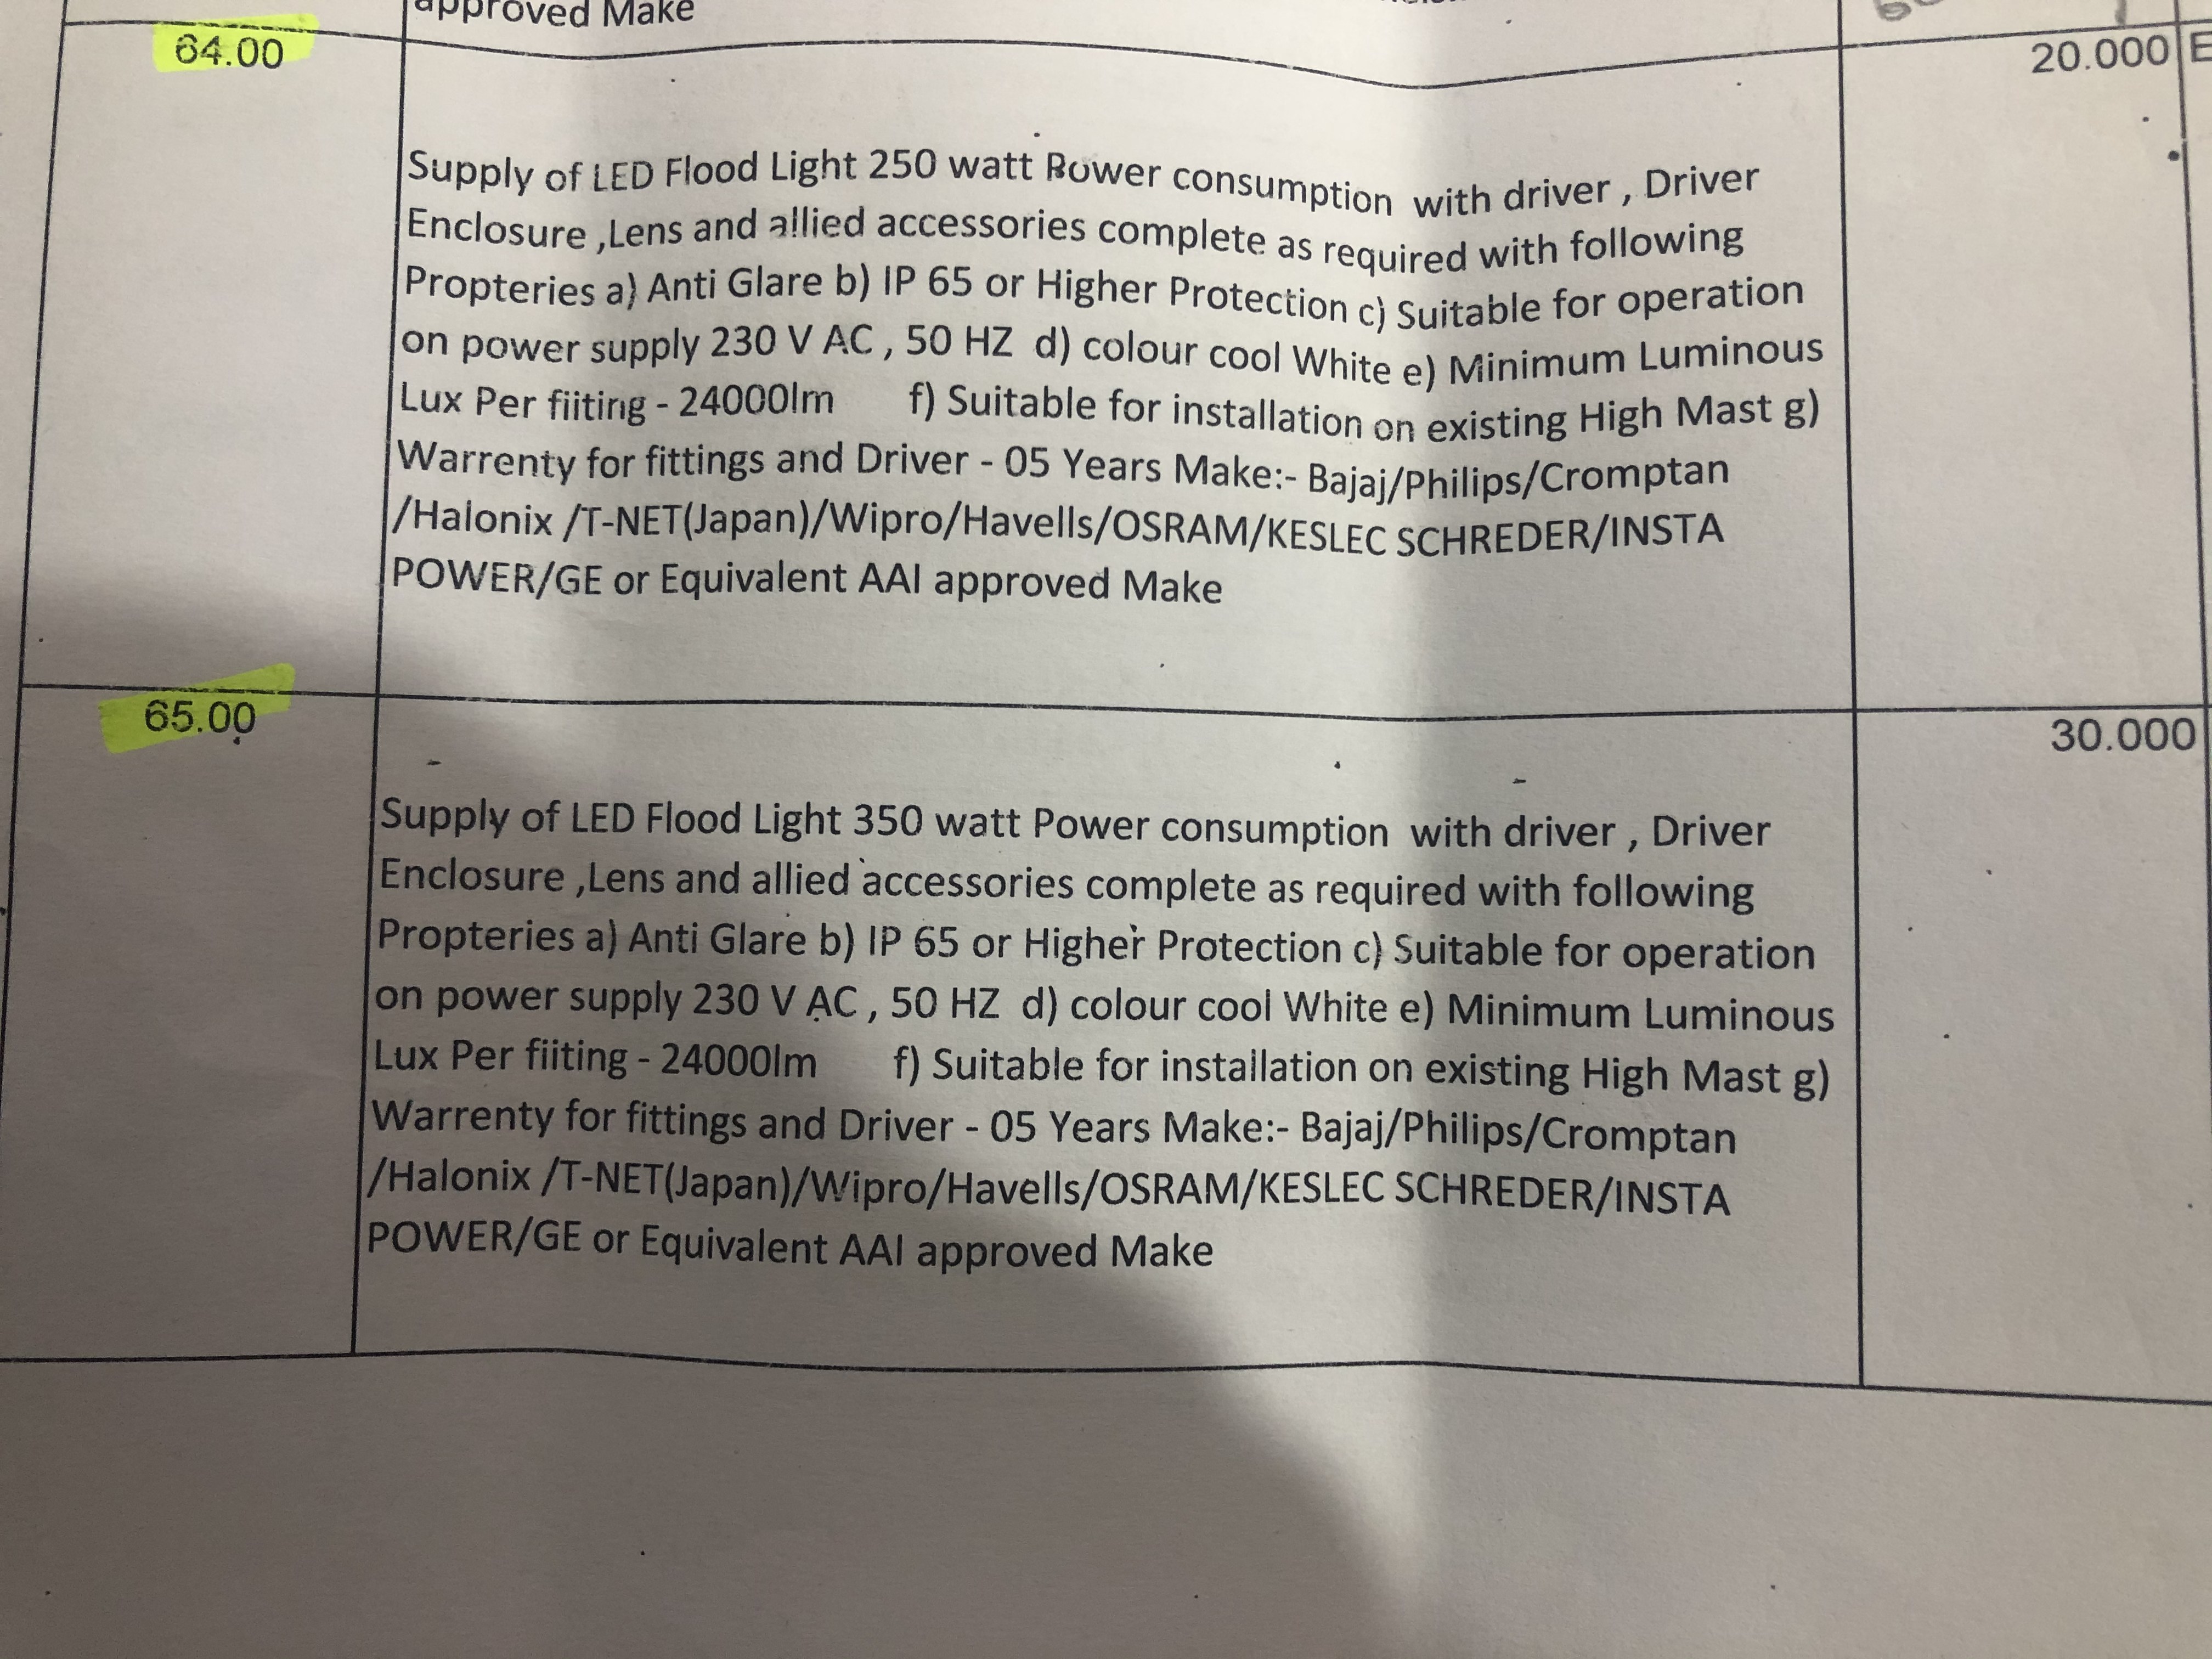 approved Make
64.00
20.000
Supply of LED Flood Light 250 watt Power consumption with driver , Driver
Enclosure ,Lens and allied accessories complete as required with following
Propteries a) Anti Glare b) IP 65 or Higher Protection c) Suitable for operation
on power supply 230 V AC , 50 HZ d) colour cool White e) Minimum Luminous
Lux Per fiiting - 24000lm f) Suitable for installation on existing High Mast g)
Warrenty for fittings and Driver - 05 Years Make:- Bajaj/Philips/Cromptan
/Halonix /T-NET(Japan)/Wipro/Havells/OSRAM/KESLEC SCHREDER/INSTA
POWER/GE or Equivalent AAI approved Make
65.00
30.000
Supply of LED Flood Light 350 watt Power consumption with driver , Driver
Enclosure ,Lens and allied accessories complete as required with following
Propteries a) Anti Glare b) IP 65 or Higher Protection c) Suitable for operation
on power supply 230 V AC , 50 HZ d) colour cool White e) Minimum Luminous
Lux Per fiiting - 24000lm f) Suitable for installation on existing High Mast g)
Warrenty for fittings and Driver - 05 Years Make:- Bajaj/Philips/Cromptan
/Halonix /T-NET(Japan)/Wipro/Havells/OSRAM/KESLEC SCHREDER/INSTA
POWER/GE or Equivalent AAI approved Make